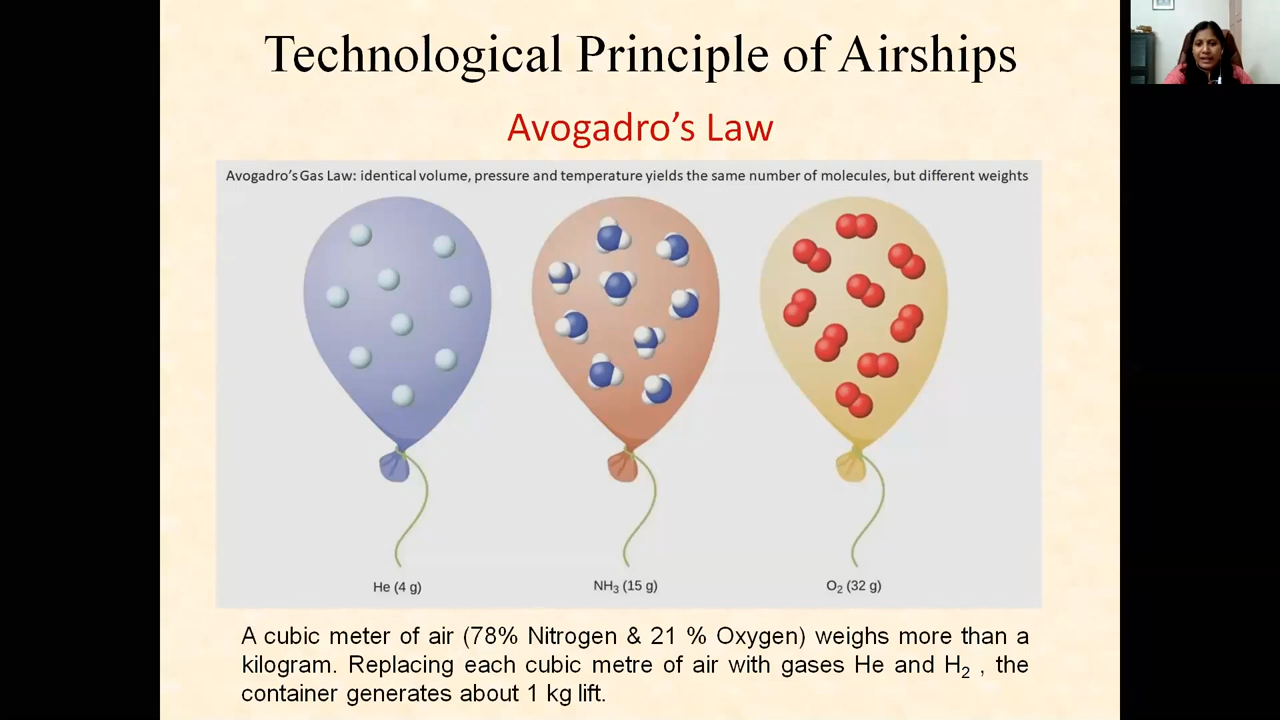 Technological Principle of Airships
Avogadro's Law
Avogadro's Gas Law: identical volume, pressure and temperature yields the same number of molecules, but different weights
He (4 g)
NH₃ (15 g)
O₂ (32 g)
A cubic meter of air (78% Nitrogen & 21 % Oxygen) weighs more than a
kilogram. Replacing each cubic metre of air with gases He and H₂ , the
container generates about 1 kg lift.